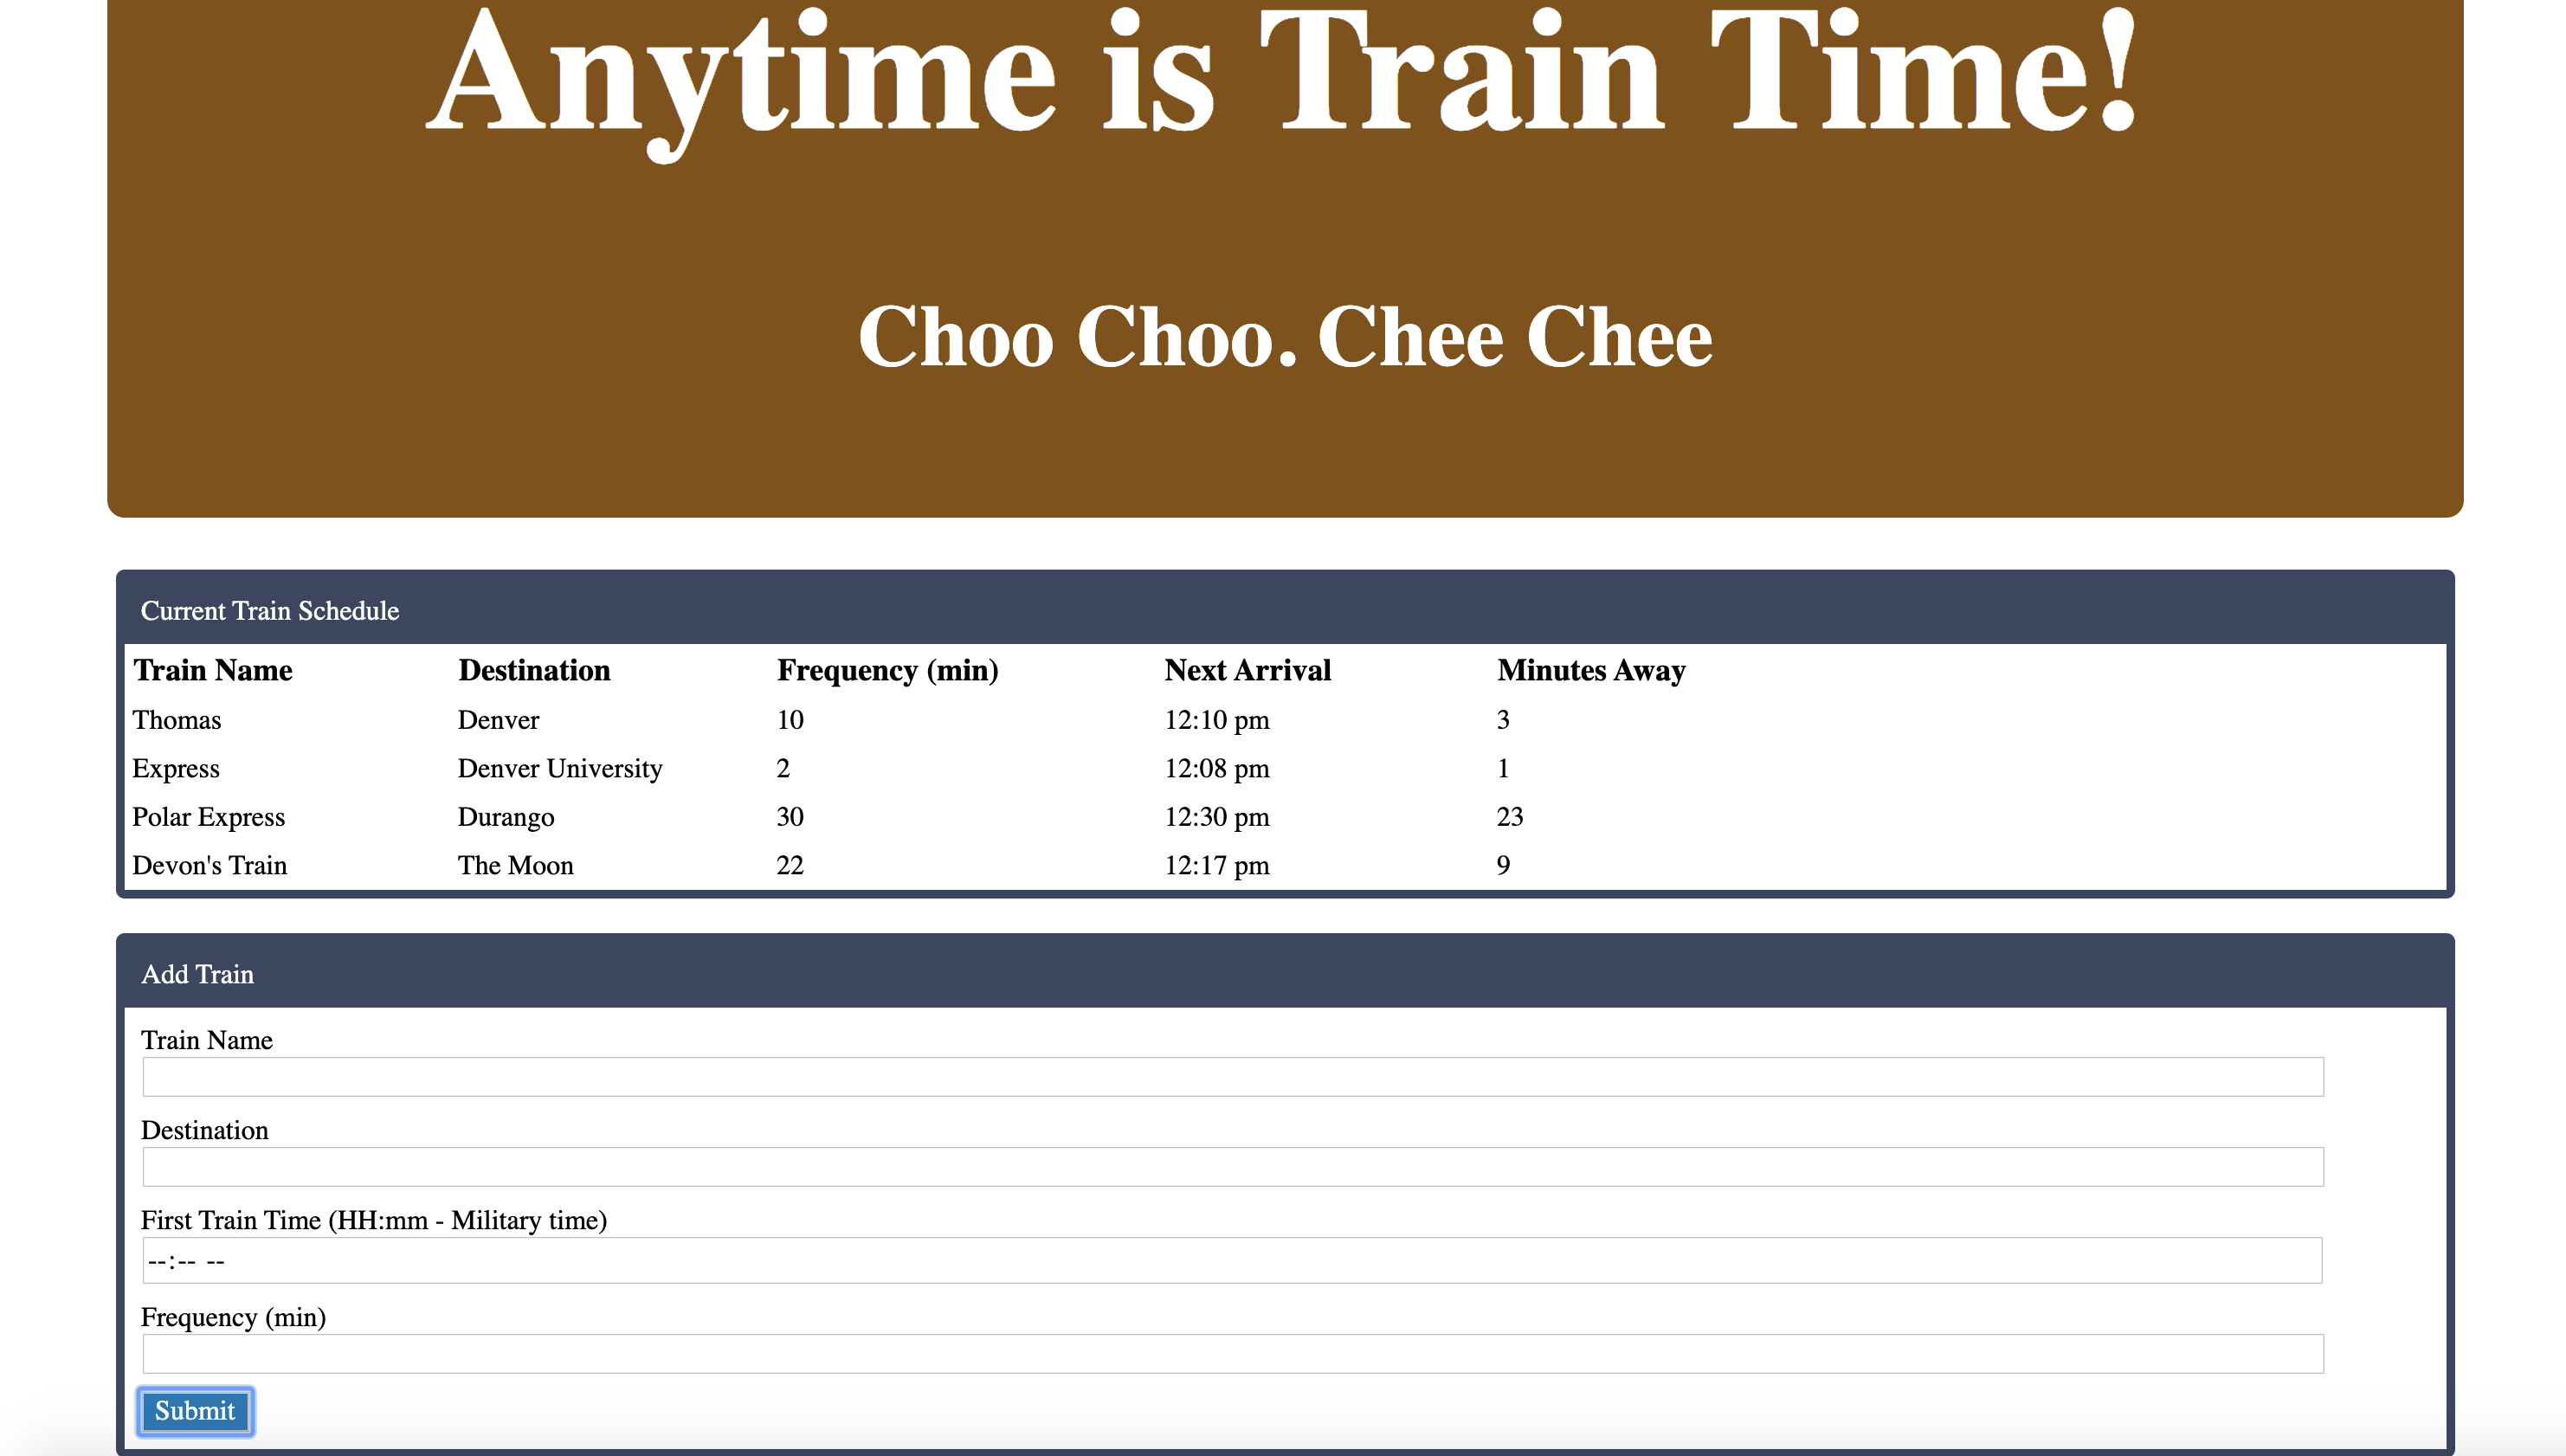 Anytime is Train Time!
Choo Choo. Chee Chee
Current Train Schedule
Train Name Destination Frequency (min) Next Arrival Minutes Away
Thomas Denver 10 12:10 pm 3
Express Denver University 2 12:08 pm 1
Polar Express Durango 30 12:30 pm 23
Devon's Train The Moon 22 12:17 pm 9
Add Train
Train Name
Destination
First Train Time (HH:mm - Military time)
--:-- --
Frequency (min)
Submit